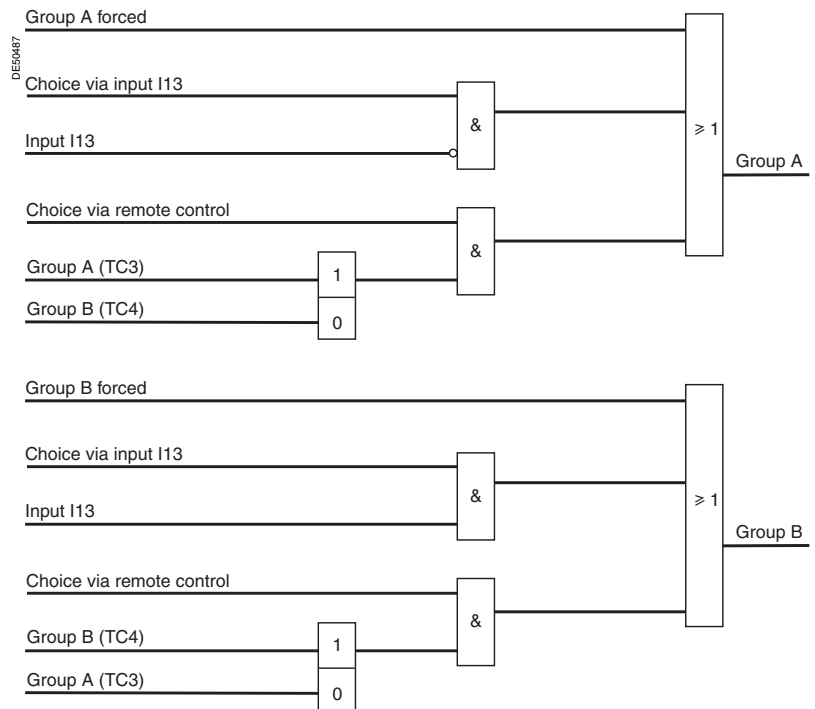 Group A forced
DE50487
Choice via input I13
&
Input I13
≥ 1
Group A
Choice via remote control
&
Group A (TC3)
1
Group B (TC4)
0
Group B forced
Choice via input I13
&
Input I13
≥ 1
Group B
Choice via remote control
&
Group B (TC4)
1
Group A (TC3)
0